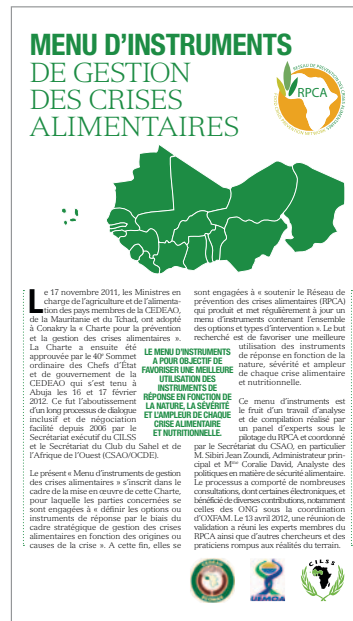 MENU D'INSTRUMENTS
DE GESTION
DES CRISES
ALIMENTAIRES
RPCA
Le 17 novembre 2011, les Ministres en
charge de l'agriculture et de l'alimenta-
tion des pays membres de la CEDEAO,
de la Mauritanie et du Tchad, ont adopté
à Conakry la « Charte pour la prévention
et la gestion des crises alimentaires ».
La Charte a ensuite été
approuvée par le 40e Sommet
ordinaire des Chefs d'État
et de gouvernement de la
CEDEAO qui s'est tenu à
Abuja les 16 et 17 février
2012. Ce fut l'aboutissement
d'un long processus de dialogue
inclusif et de négociation
facilité depuis 2006 par le
Secrétariat exécutif du CILSS
et le Secrétariat du Club du Sahel et de
l'Afrique de l'Ouest (CSAO/OCDE).
Le présent « Menu d'instruments de gestion
des crises alimentaires » s'inscrit dans le
cadre de la mise en œuvre de cette Charte,
pour laquelle les parties concernées se
sont engagées à « définir les options ou
instruments de réponse par le biais du
cadre stratégique de gestion des crises
alimentaires en fonction des origines ou
causes de la crise ». A cette fin, elles se
LE MENU D'INSTRUMENTS
A POUR OBJECTIF DE
FAVORISER UNE MEILLEURE
UTILISATION DES
INSTRUMENTS DE
RÉPONSE EN FONCTION DE
LA NATURE, LA SÉVÉRITÉ
ET L'AMPLEUR DE CHAQUE
CRISE ALIMENTAIRE
ET NUTRITIONNELLE.
sont engagées à « soutenir le Réseau de
prévention des crises alimentaires (RPCA)
qui produit et met régulièrement à jour un
menu d'instruments contenant l'ensemble
des options et types d'intervention ». Le but
recherché est de favoriser une meilleure
utilisation des instruments
de réponse en fonction de la
nature, sévérité et ampleur
de chaque crise alimentaire
et nutritionnelle.
Ce menu d'instruments est
le fruit d'un travail d'analyse
et de compilation réalisé par
un panel d'experts sous le
pilotage du RPCA et coordonné
par le Secrétariat du CSAO, en particulier
M. Sibiri Jean Zoundi, Administrateur prin-
cipal et Mme Coralie David, Analyste des
politiques en matière de sécurité alimentaire.
Le processus a comporté de nombreuses
consultations, dont certaines électroniques, et
bénéficié de diverses contributions, notamment
celles des ONG sous la coordination
d'OXFAM. Le 13 avril 2012, une réunion de
validation a réuni les experts membres du
RPCA ainsi que d'autres chercheurs et des
praticiens rompus aux réalités du terrain.
UEMOA
CILSS